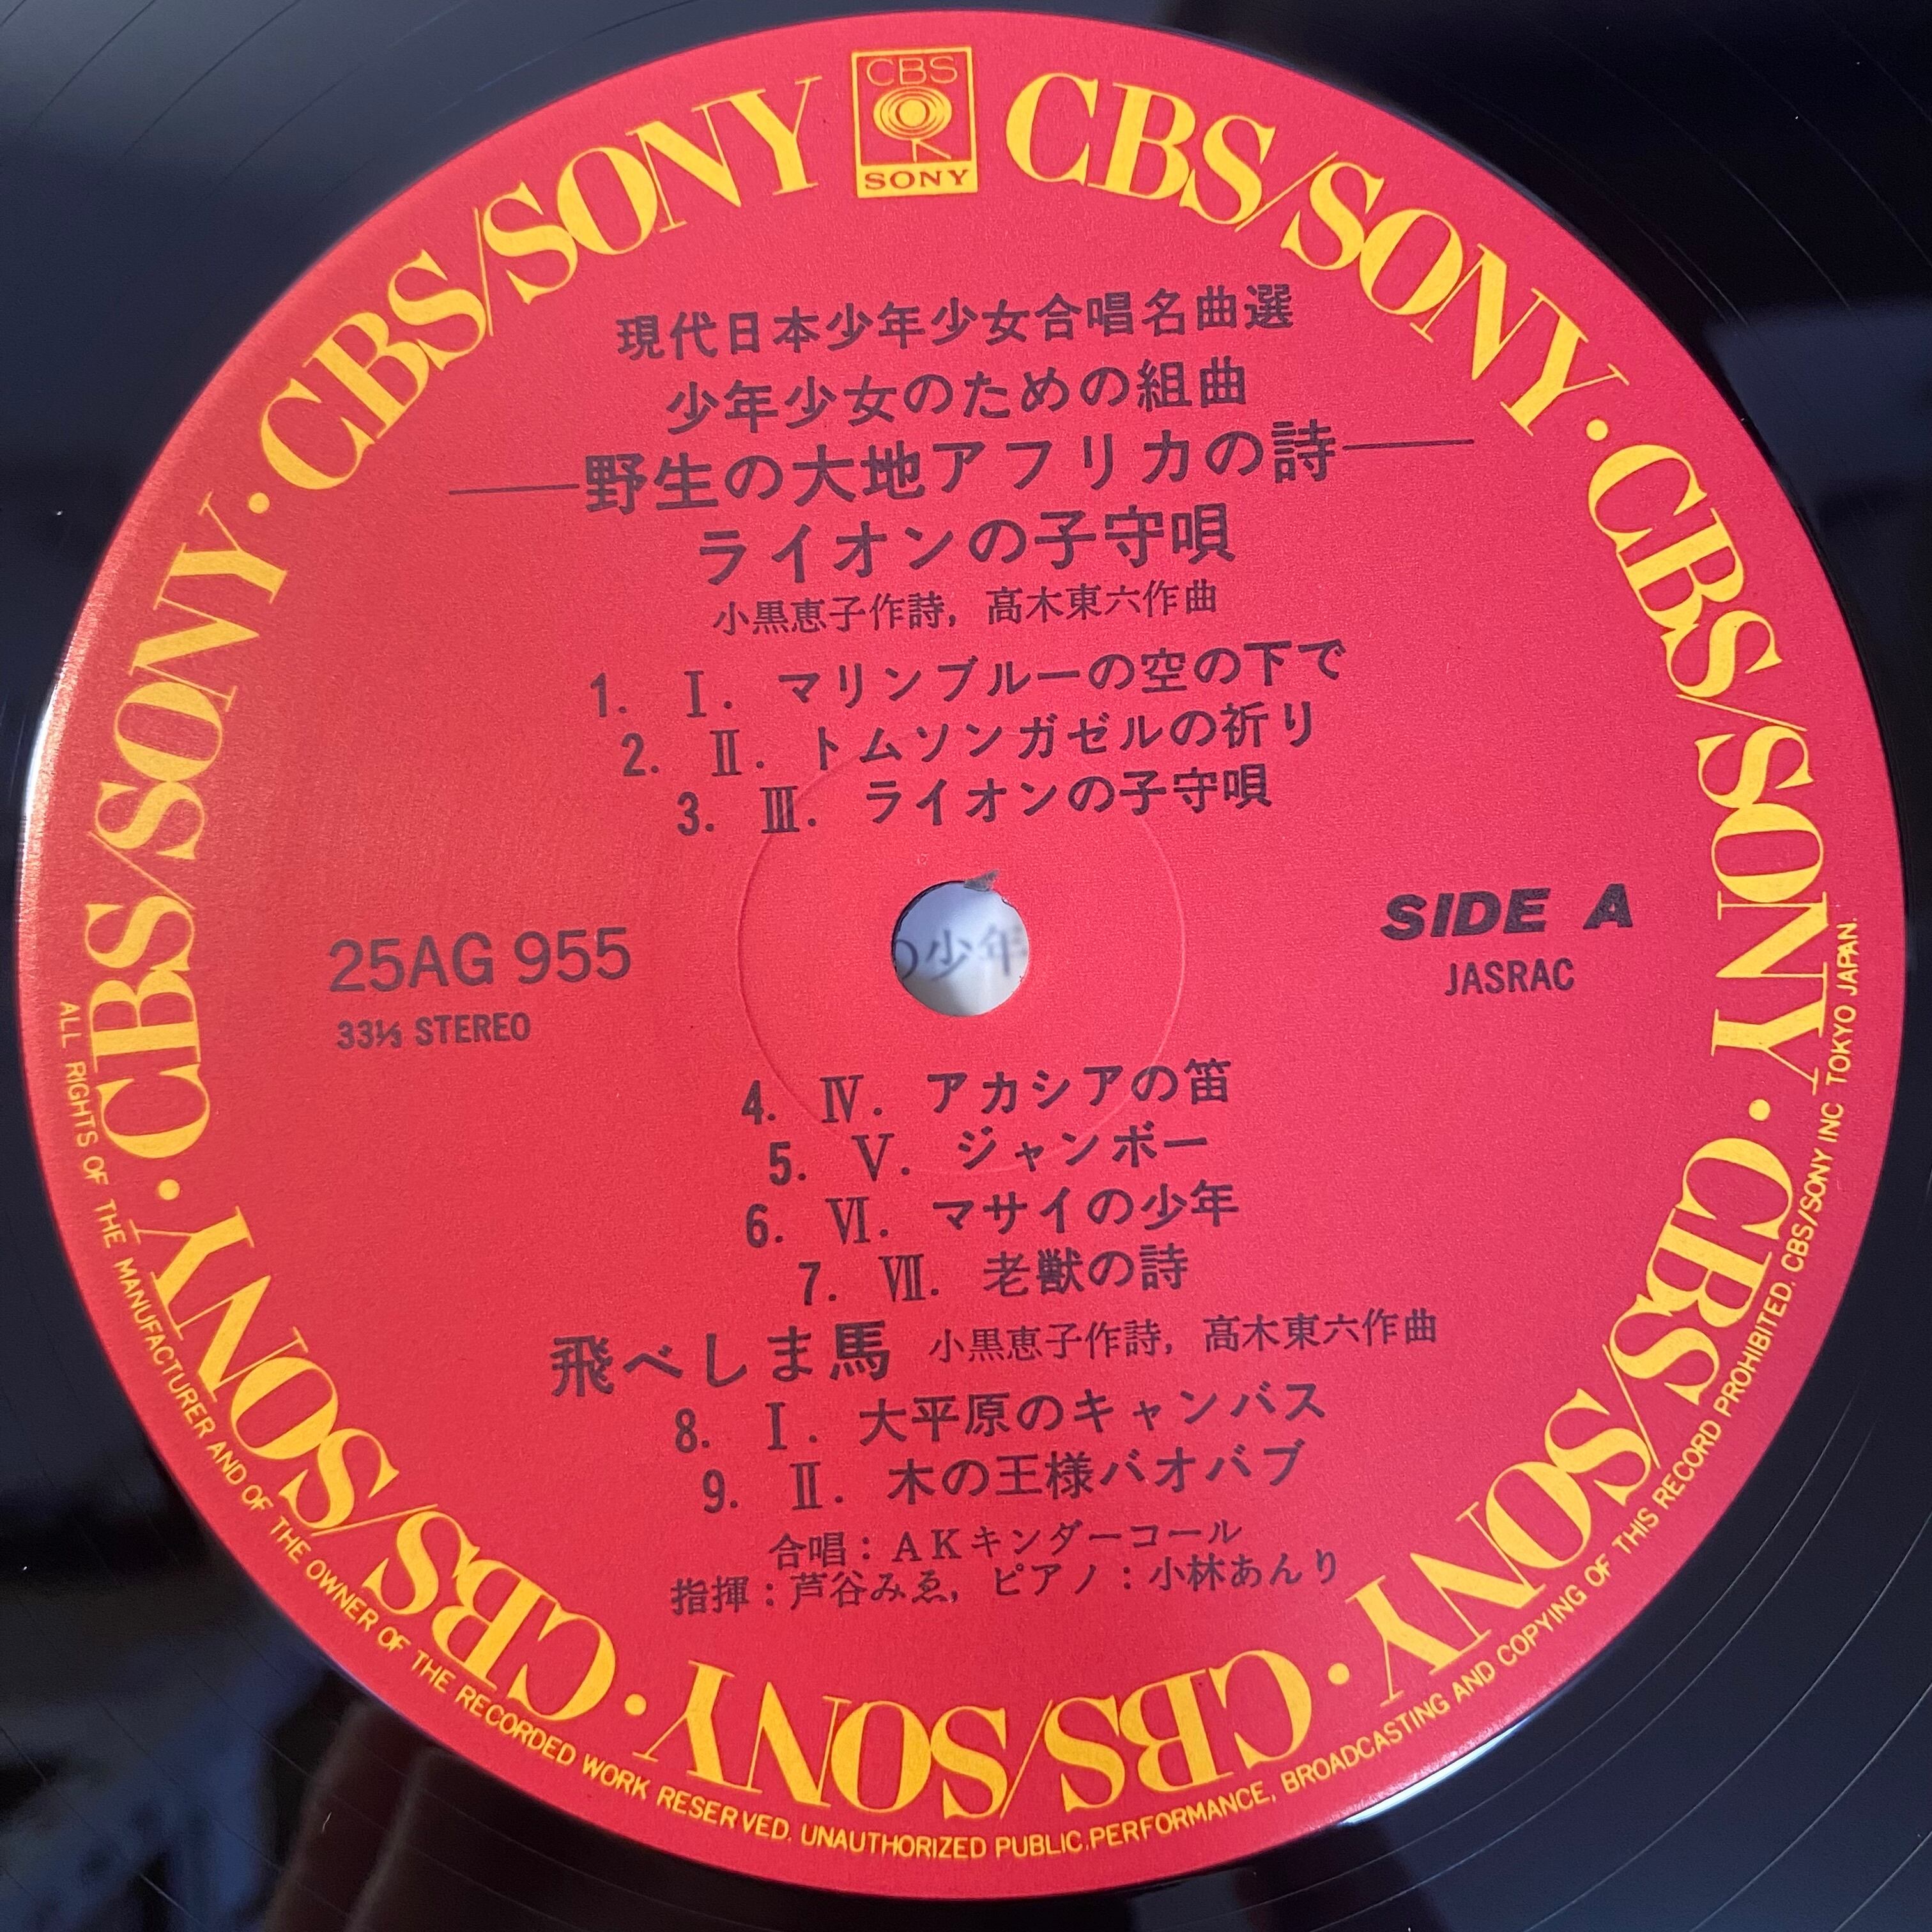 CBS
SONY
CBS/SONY · CBS/SONY · CBS/SONY · CBS/SONY · CBS/SONY · CBS/SONY · CBS/SONY
現代日本少年少女合唱名曲選
少年少女のための組曲
——野生の大地アフリカの詩——
ライオンの子守唄
小黒恵子作詩, 髙木東六作曲
1. Ⅰ. マリンブルーの空の下で
2. Ⅱ. トムソンガゼルの祈り
3. Ⅲ. ライオンの子守唄
25AG 955
33⅓ STEREO
の少年
SIDE A
JASRAC
4. Ⅳ. アカシアの笛
5. Ⅴ. ジャンボー
6. Ⅵ. マサイの少年
7. Ⅶ. 老獣の詩
飛べしま馬 小黒恵子作詩, 髙木東六作曲
8. Ⅰ. 大平原のキャンバス
9. Ⅱ. 木の王様バオバブ
合唱：AKキンダーコール
指揮：芦谷みゑ, ピアノ：小林あんり
ALL RIGHTS OF THE MANUFACTURER AND OF THE OWNER OF THE RECORDED WORK RESERVED. UNAUTHORIZED PUBLIC PERFORMANCE, BROADCASTING AND COPYING OF THIS RECORD PROHIBITED. CBS/SONY INC TOKYO JAPAN.